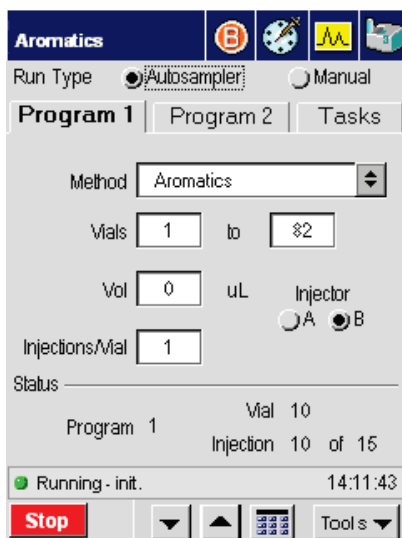 Aromatics B
Run Type Autosampler Manual
Program 1 Program 2 Tasks
Method Aromatics
Vials 1 to 82
Vol 0 uL Injector
A B
Injections/Vial 1
Status
Program 1 Vial 10
Injection 10 of 15
Running - init. 14:11:43
Stop Tools